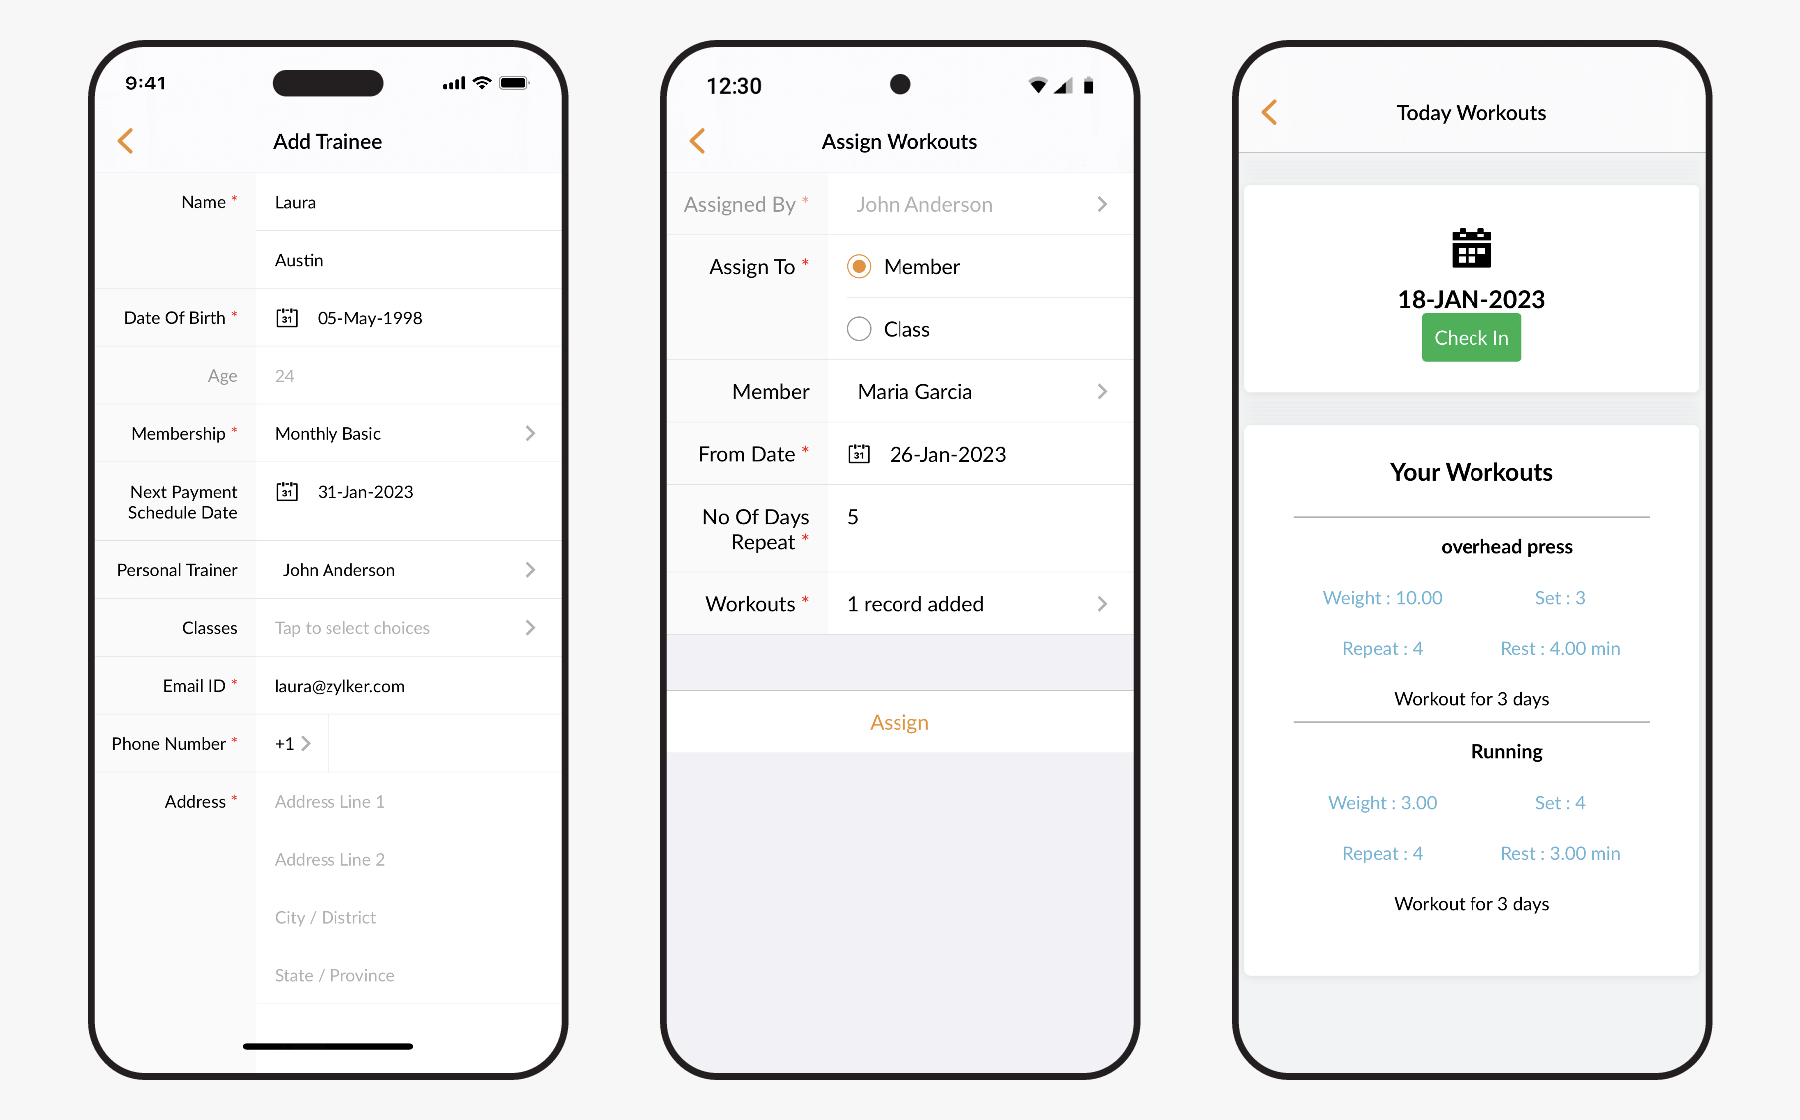 9:41
Add Trainee
Name * Laura
Austin
Date Of Birth * 31 05-May-1998
Age 24
Membership * Monthly Basic
Next Payment 31 31-Jan-2023
Schedule Date
Personal Trainer John Anderson
Classes Tap to select choices
Email ID * laura@zylker.com
Phone Number * +1
Address * Address Line 1
Address Line 2
City / District
State / Province
12:30
Assign Workouts
Assigned By * John Anderson
Assign To * Member
Class
Member Maria Garcia
From Date * 31 26-Jan-2023
No Of Days 5
Repeat *
Workouts * 1 record added
Assign
Today Workouts
18-JAN-2023
Check In
Your Workouts
overhead press
Weight : 10.00 Set : 3
Repeat : 4 Rest : 4.00 min
Workout for 3 days
Running
Weight : 3.00 Set : 4
Repeat : 4 Rest : 3.00 min
Workout for 3 days